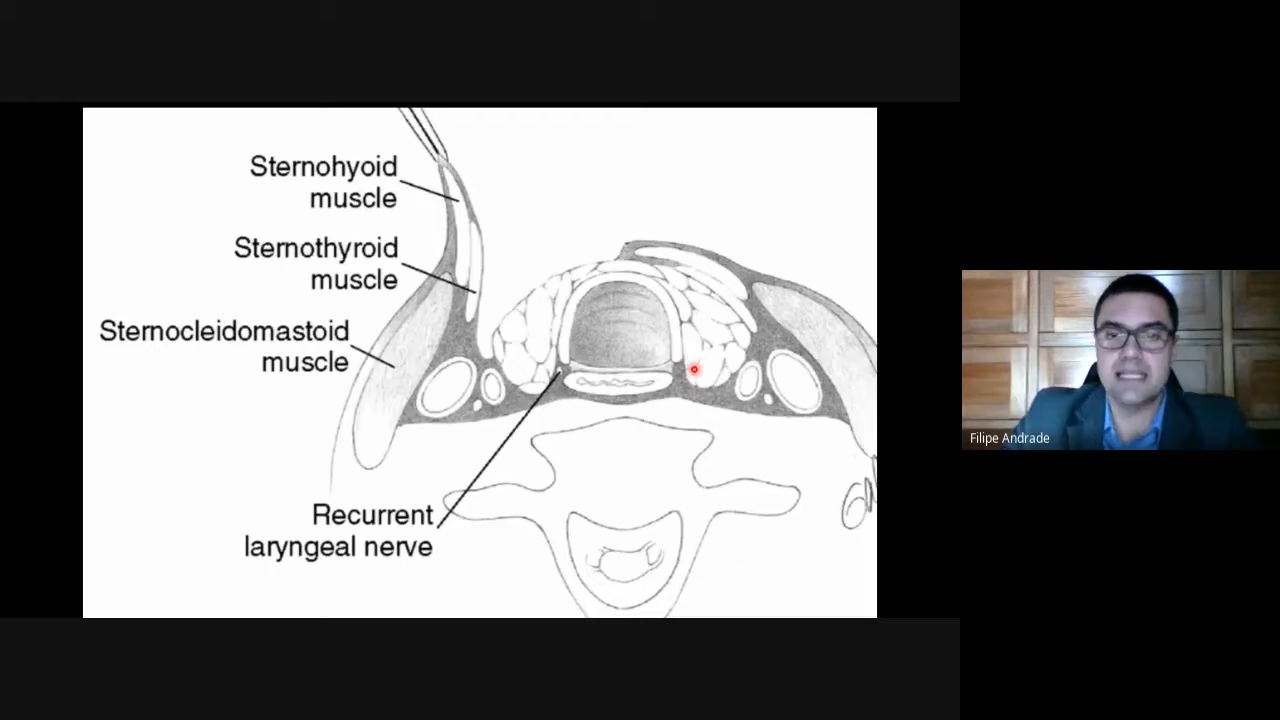 Sternohyoid
muscle
Sternothyroid
muscle
Sternocleidomastoid
muscle
Recurrent
laryngeal nerve
Filipe Andrade